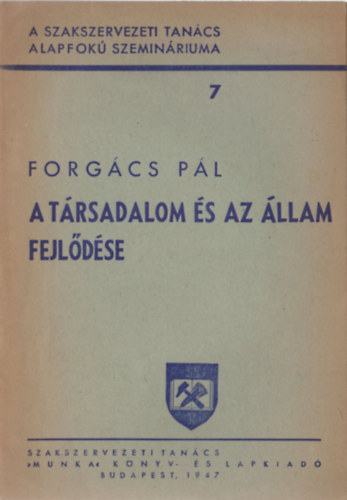 A SZAKSZERVEZETI TANÁCS
ALAPFOKÚ SZEMINÁRIUMA
7
FORGÁCS PÁL
A TÁRSADALOM ÉS AZ ÁLLAM
FEJLŐDÉSE
SZAKSZERVEZETI TANÁCS
»MUNKA« KÖNYV- ÉS LAPKIADÓ
BUDAPEST, 1947